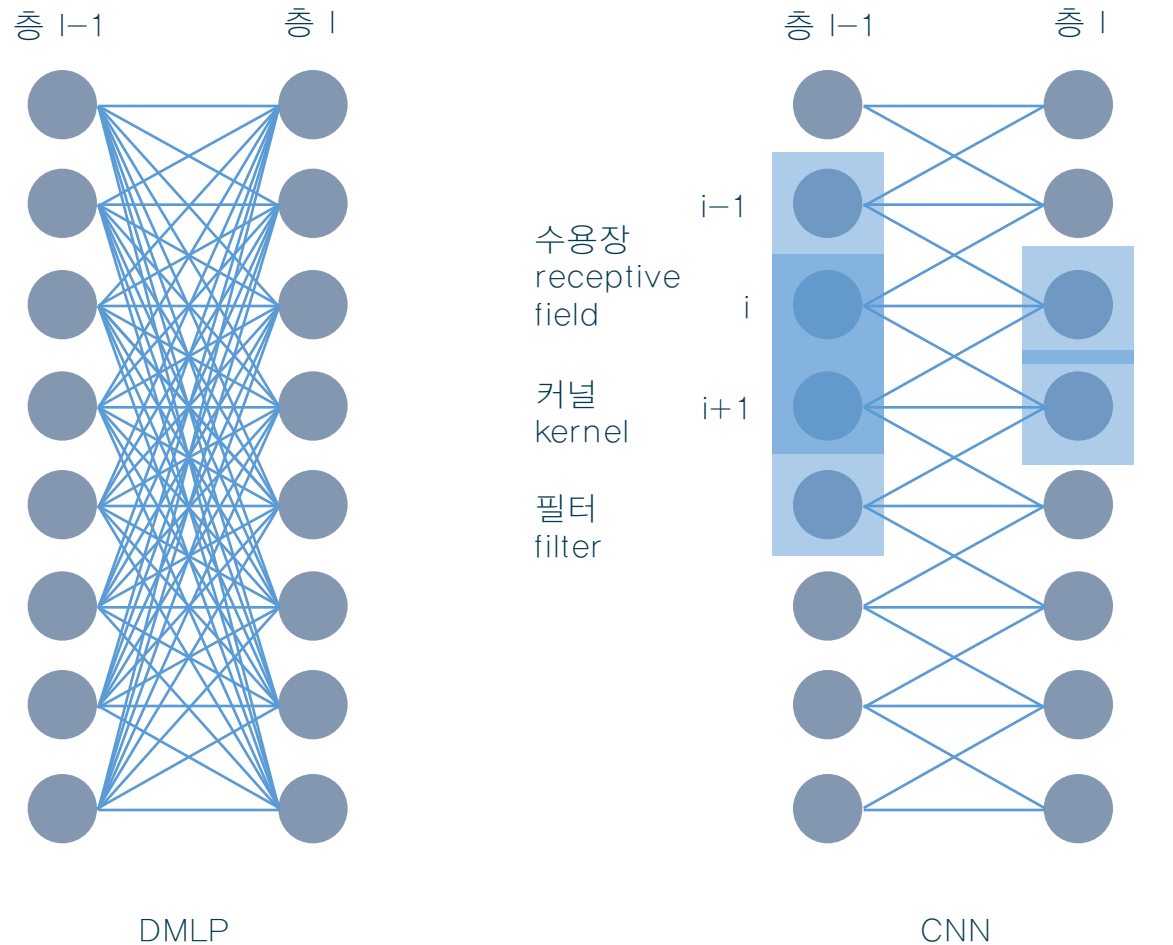 층 l-1
층 l
층 l-1
층 l
i-1
수용장
receptive
field
i
커널
kernel
i+1
필터
filter
DMLP
CNN